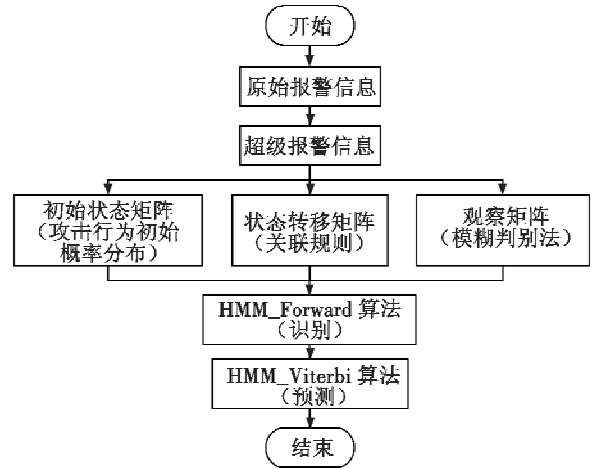 开始
原始报警信息
超级报警信息
初始状态矩阵
(攻击行为初始
概率分布)
状态转移矩阵
(关联规则)
观察矩阵
(模糊判别法)
HMM_Forward 算法
(识别)
HMM_Viterbi 算法
(预测)
结束